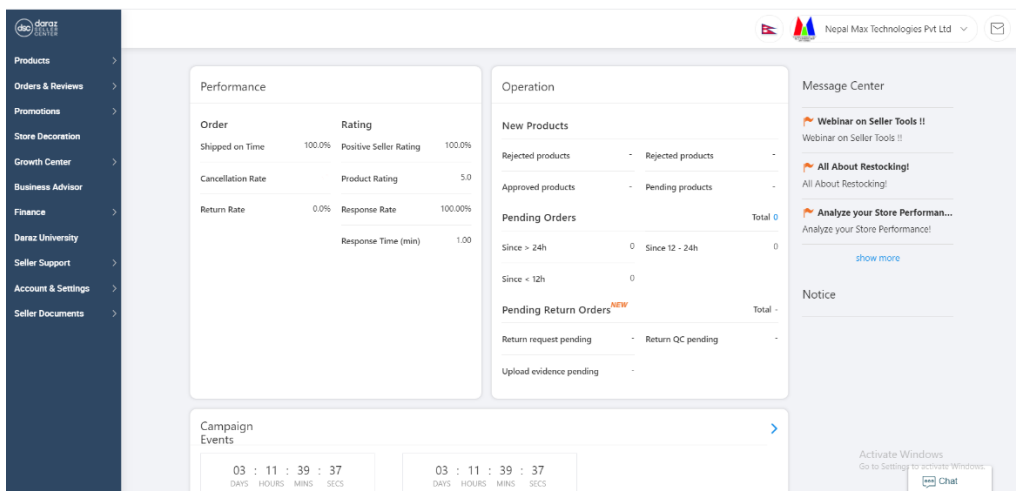 dsc daraz
SELLER
CENTER
Nepal Max Technologies Pvt Ltd
Products
Orders & Reviews
Promotions
Store Decoration
Growth Center
Business Advisor
Finance
Daraz University
Seller Support
Account & Settings
Seller Documents
Performance
Order
Shipped on Time 100.0%
Cancellation Rate
Return Rate 0.0%
Rating
Positive Seller Rating 100.0%
Product Rating 5.0
Response Rate 100.00%
Response Time (min) 1.00
Operation
New Products
Rejected products - Rejected products -
Approved products - Pending products -
Pending Orders Total 0
Since > 24h 0 Since 12 - 24h 0
Since < 12h 0
Pending Return Orders NEW Total -
Return request pending - Return QC pending -
Upload evidence pending -
Message Center
Webinar on Seller Tools !!
Webinar on Seller Tools !!
All About Restocking!
All About Restocking!
Analyze your Store Performan...
Analyze your Store Performance!
show more
Notice
Campaign
Events
03 : 11 : 39 : 37
DAYS HOURS MINS SECS
03 : 11 : 39 : 37
DAYS HOURS MINS SECS
Activate Windows
Go to Settings to activate Windows.
Chat